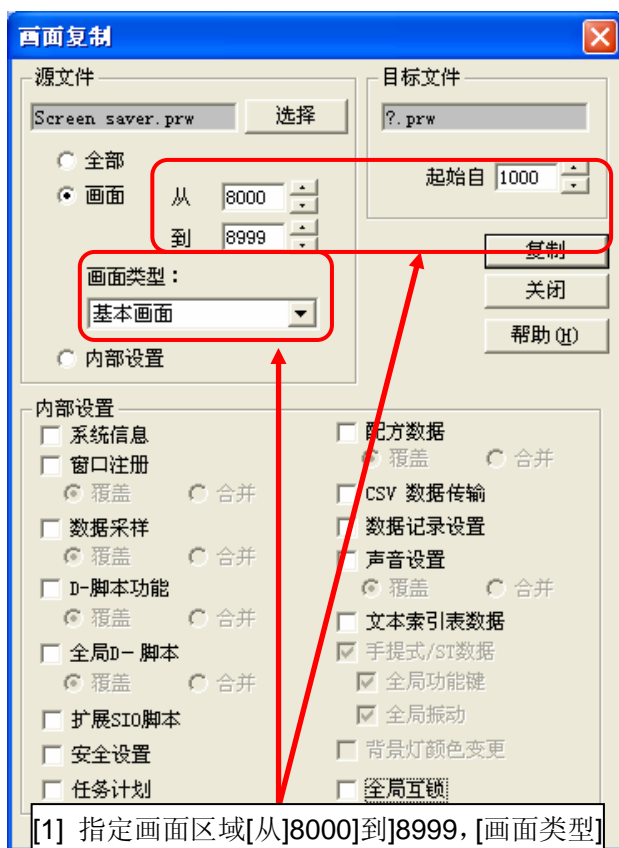 画面复制
源文件
Screen saver.prw 选择
全部
画面 从 8000
到 8999
画面类型：
基本画面
内部设置
目标文件
?.prw
起始自 1000
复制
关闭
帮助(H)
内部设置
系统信息
窗口注册
覆盖 合并
数据采样
覆盖 合并
D-脚本功能
覆盖 合并
全局D- 脚本
覆盖 合并
扩展SIO脚本
安全设置
任务计划
配方数据
覆盖 合并
CSV 数据传输
数据记录设置
声音设置
覆盖 合并
文本索引表数据
手提式/ST数据
全局功能键
全局振动
背景灯颜色变更
全局互锁
[1] 指定画面区域[从]8000]到]8999，[画面类型]